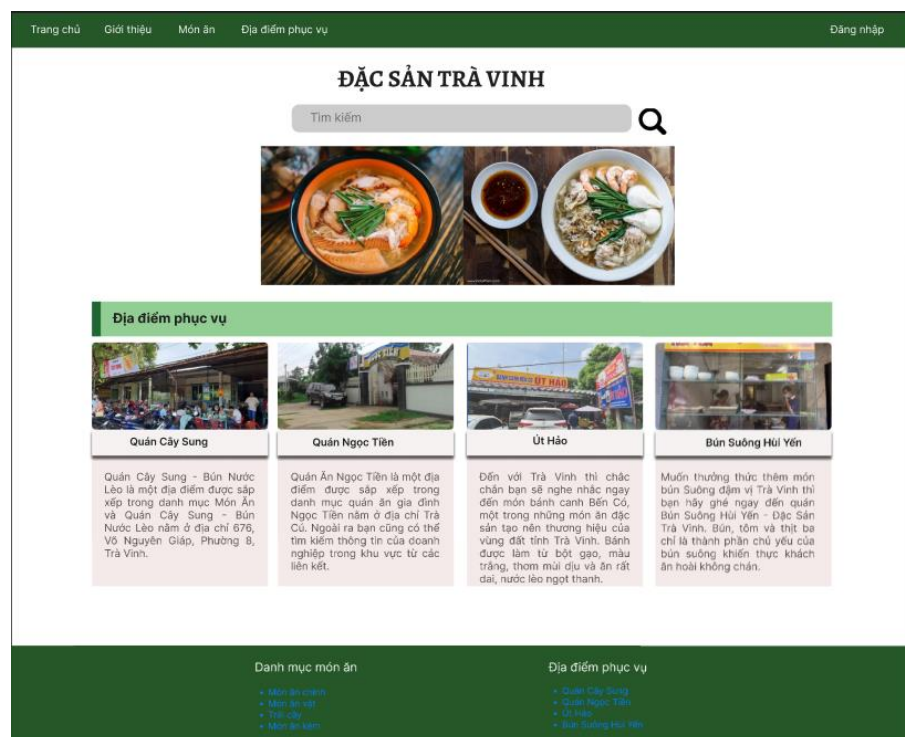 Trang chủ Giới thiệu Món ăn Địa điểm phục vụ Đăng nhập
ĐẶC SẢN TRÀ VINH
Tìm kiếm
Địa điểm phục vụ
ÚT HẢO
Quán Cây Sung
Quán Ngọc Tiền
Út Hảo
Bún Suông Hùi Yến
Quán Cây Sung - Bún Nước
Lèo là một địa điểm được sắp
xếp trong danh mục Món Ăn
và Quán Cây Sung - Bún
Nước Lèo nằm ở địa chỉ 676,
Võ Nguyên Giáp, Phường 8,
Trà Vinh.
Quán Ăn Ngọc Tiền là một địa
điểm được sắp xếp trong
danh mục quán ăn gia đình
Ngọc Tiền nằm ở địa chỉ Trà
Cú. Ngoài ra bạn cũng có thể
tìm kiếm thông tin của doanh
nghiệp trong khu vực từ các
liên kết.
Đến với Trà Vinh thì chắc
chắn bạn sẽ nghe nhắc ngay
đến món bánh canh Bến Có,
một trong những món ăn đặc
sản tạo nên thương hiệu của
vùng đất tỉnh Trà Vinh. Bánh
được làm từ bột gạo, màu
trắng, thơm mùi dịu và ăn rất
dai, nước lèo ngọt thanh.
Muốn thưởng thức thêm món
bún Suông đậm vị Trà Vinh thì
bạn hãy ghé ngay đến quán
Bún Suông Hùi Yến - Đặc Sản
Trà Vinh. Bún, tôm và thịt ba
chỉ là thành phần chủ yếu của
bún suông khiến thực khách
ăn hoài không chán.
Danh mục món ăn
Món ăn chính
Món ăn vặt
Trái cây
Món ăn kèm
Địa điểm phục vụ
Quán Cây Sung
Quán Ngọc Tiền
Út Hảo
Bún Suông Hùi Yến